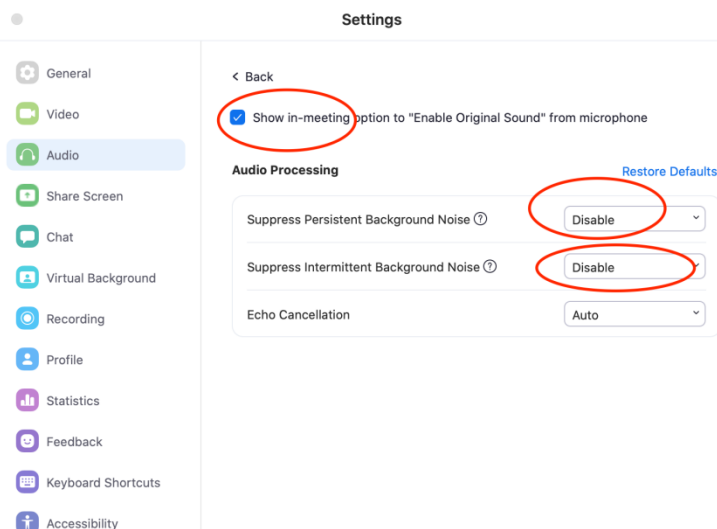 Settings
General
Video
Audio
Share Screen
Chat
Virtual Background
Recording
Profile
Statistics
Feedback
Keyboard Shortcuts
Accessibility
< Back
Show in-meeting option to "Enable Original Sound" from microphone
Audio Processing
Restore Defaults
Suppress Persistent Background Noise ?
Disable
Suppress Intermittent Background Noise ?
Disable
Echo Cancellation
Auto